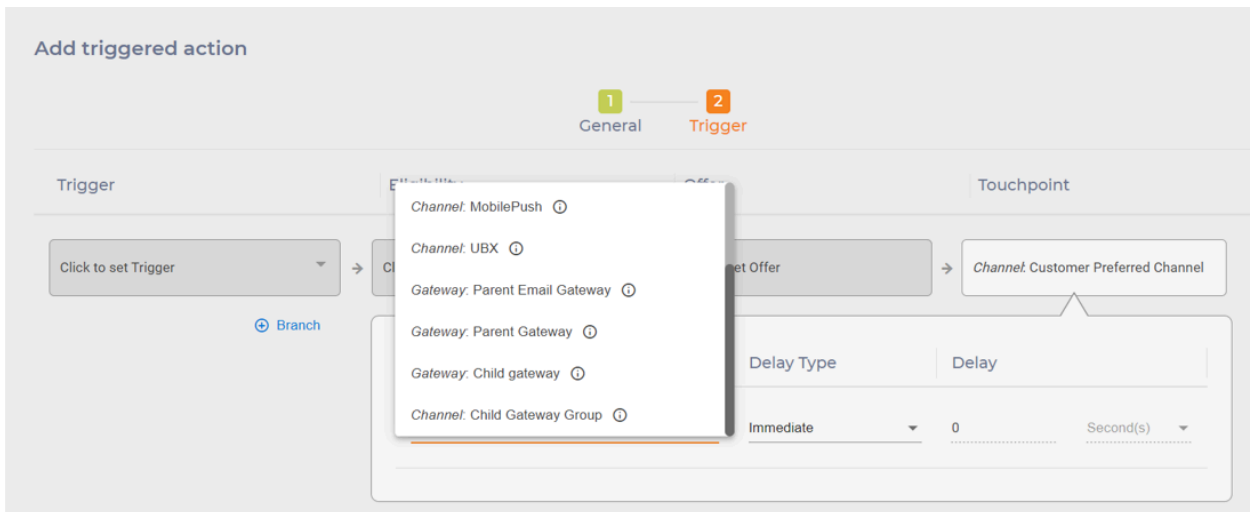 Add triggered action
1
2
General
Trigger
Trigger
Touchpoint
Channel: MobilePush
Channel: UBX
Click to set Trigger
et Offer
Channel: Customer Preferred Channel
Gateway: Parent Email Gateway
Branch
Gateway: Parent Gateway
Delay Type
Delay
Gateway: Child gateway
Channel: Child Gateway Group
Immediate
0
Second(s)